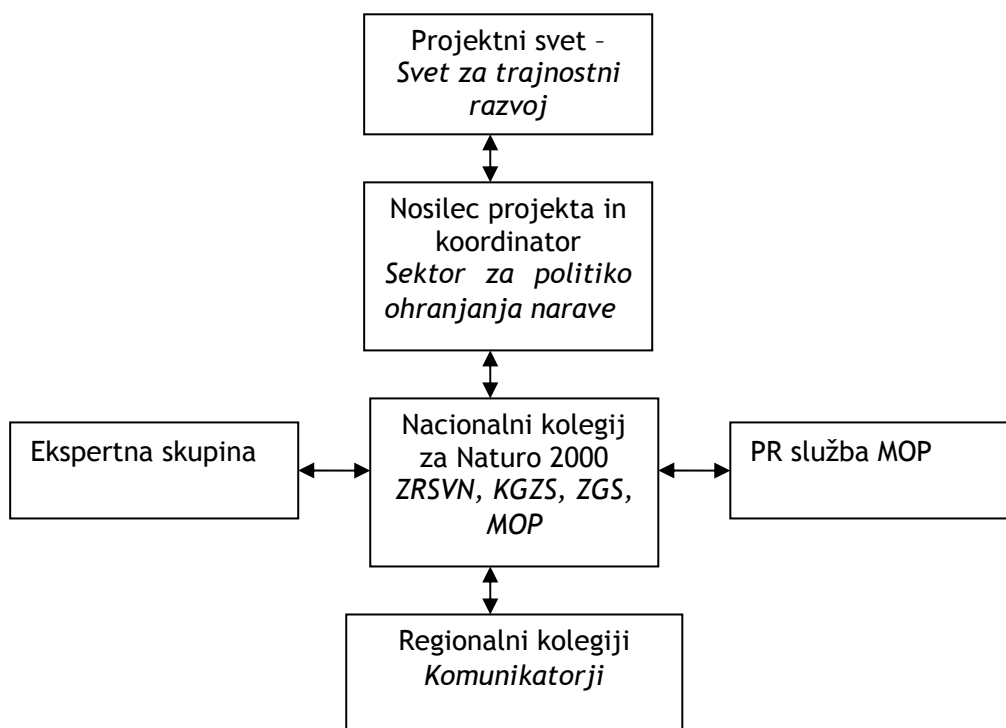 Projektni svet –
Svet za trajnostni
razvoj
Nosilec projekta in
koordinator
Sektor za politiko
ohranjanja narave
Ekspertna skupina
Nacionalni kolegij
za Naturo 2000
ZRSVN, KGZS, ZGS,
MOP
PR služba MOP
Regionalni kolegiji
Komunikatorji